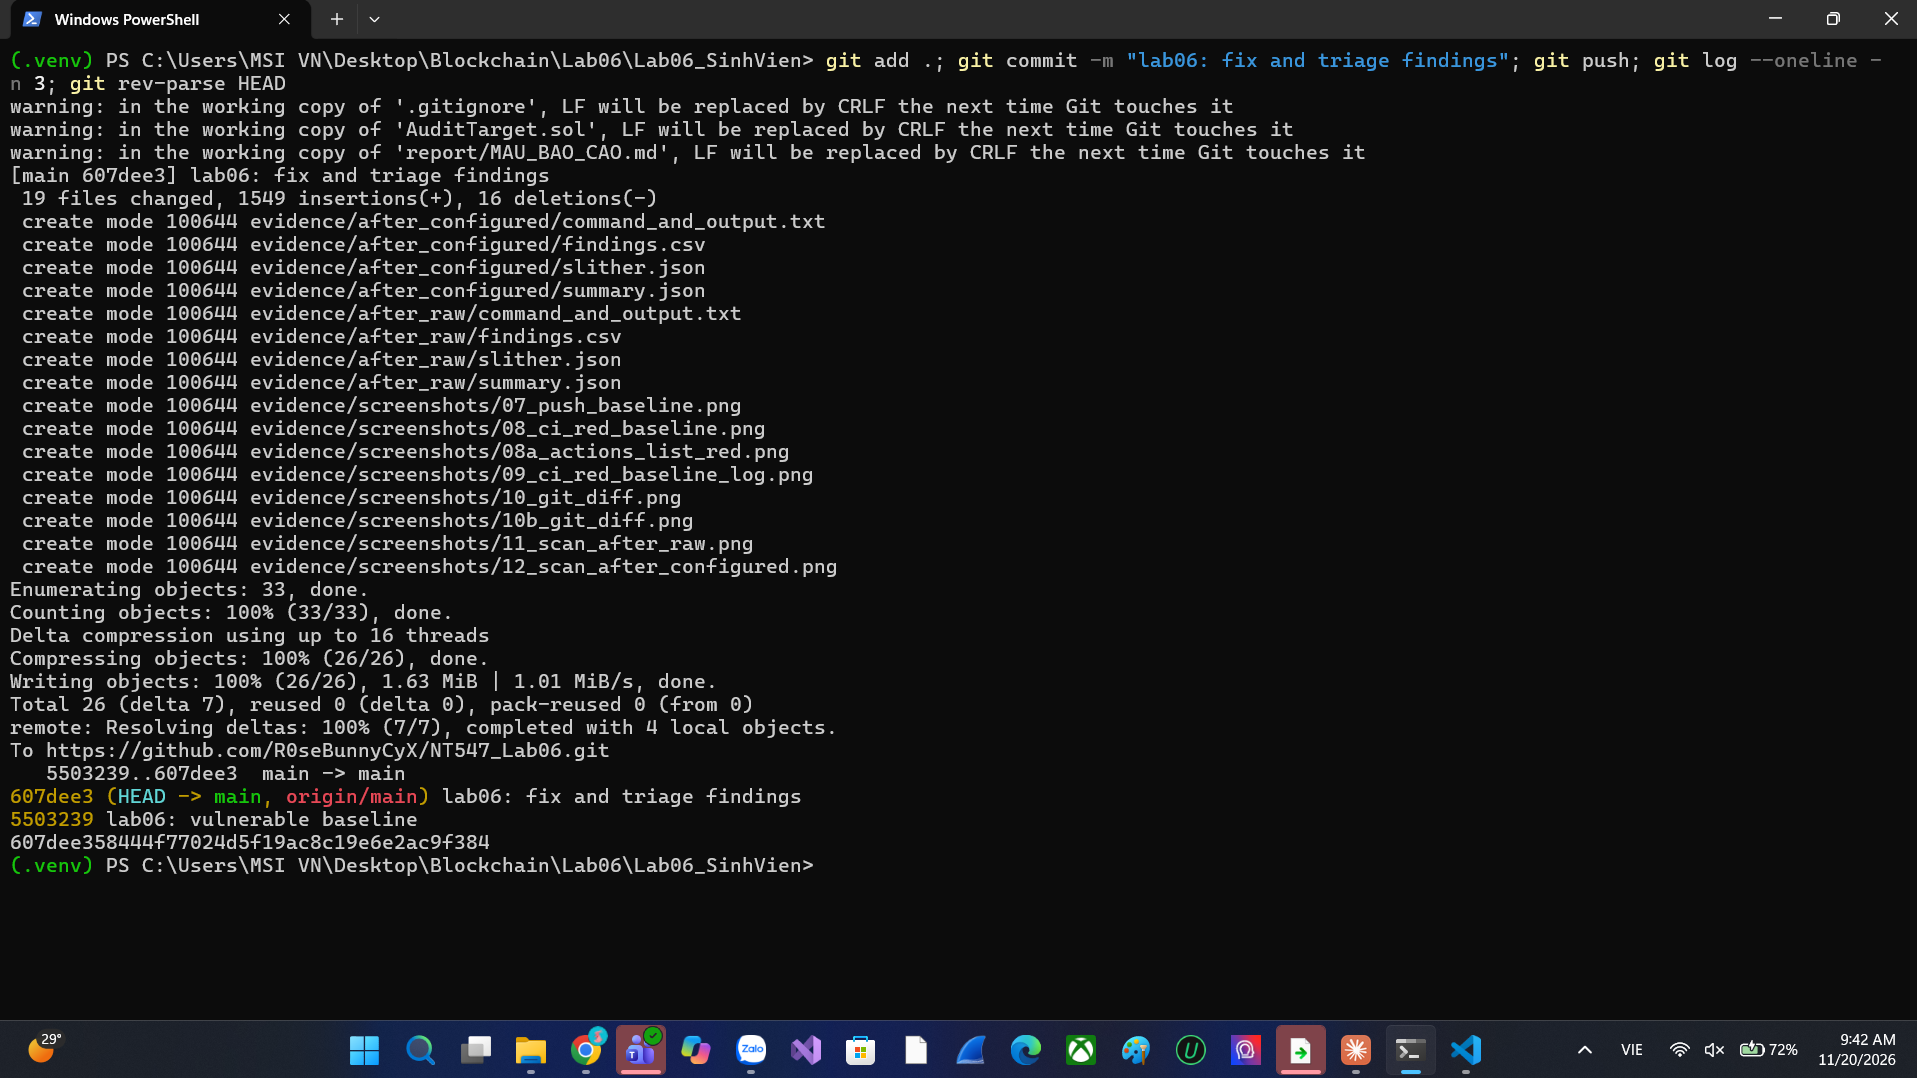 Windows PowerShell
(.venv) PS C:\Users\MSI VN\Desktop\Blockchain\Lab06\Lab06_SinhVien> git add .; git commit -m "lab06: fix and triage findings"; git push; git log --oneline -
n 3; git rev-parse HEAD
warning: in the working copy of '.gitignore', LF will be replaced by CRLF the next time Git touches it
warning: in the working copy of 'AuditTarget.sol', LF will be replaced by CRLF the next time Git touches it
warning: in the working copy of 'report/MAU_BAO_CAO.md', LF will be replaced by CRLF the next time Git touches it
[main 607dee3] lab06: fix and triage findings
 19 files changed, 1549 insertions(+), 16 deletions(-)
 create mode 100644 evidence/after_configured/command_and_output.txt
 create mode 100644 evidence/after_configured/findings.csv
 create mode 100644 evidence/after_configured/slither.json
 create mode 100644 evidence/after_configured/summary.json
 create mode 100644 evidence/after_raw/command_and_output.txt
 create mode 100644 evidence/after_raw/findings.csv
 create mode 100644 evidence/after_raw/slither.json
 create mode 100644 evidence/after_raw/summary.json
 create mode 100644 evidence/screenshots/07_push_baseline.png
 create mode 100644 evidence/screenshots/08_ci_red_baseline.png
 create mode 100644 evidence/screenshots/08a_actions_list_red.png
 create mode 100644 evidence/screenshots/09_ci_red_baseline_log.png
 create mode 100644 evidence/screenshots/10_git_diff.png
 create mode 100644 evidence/screenshots/10b_git_diff.png
 create mode 100644 evidence/screenshots/11_scan_after_raw.png
 create mode 100644 evidence/screenshots/12_scan_after_configured.png
Enumerating objects: 33, done.
Counting objects: 100% (33/33), done.
Delta compression using up to 16 threads
Compressing objects: 100% (26/26), done.
Writing objects: 100% (26/26), 1.63 MiB | 1.01 MiB/s, done.
Total 26 (delta 7), reused 0 (delta 0), pack-reused 0 (from 0)
remote: Resolving deltas: 100% (7/7), completed with 4 local objects.
To https://github.com/R0seBunnyCyX/NT547_Lab06.git
   5503239..607dee3  main -> main
607dee3 (HEAD -> main, origin/main) lab06: fix and triage findings
5503239 lab06: vulnerable baseline
607dee358444f77024d5f19ac8c19e6e2ac9f384
(.venv) PS C:\Users\MSI VN\Desktop\Blockchain\Lab06\Lab06_SinhVien>
29°
Zalo
VIE
72%
9:42 AM
11/20/2026